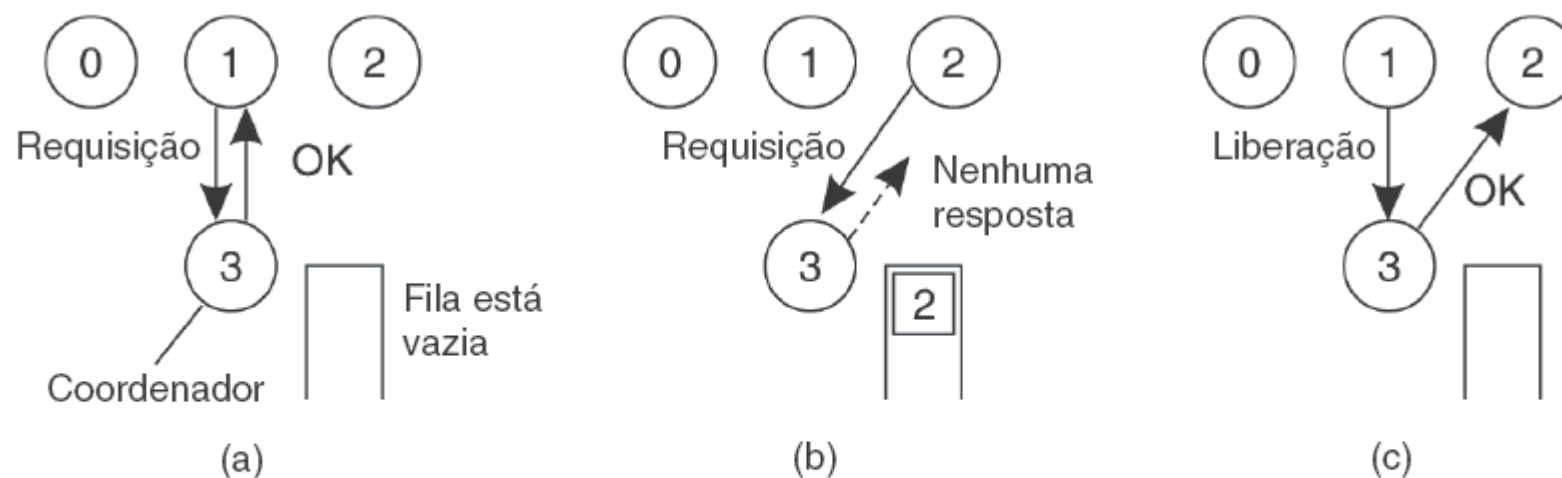 0 1 2
Requisição
OK
3
Fila está
vazia
Coordenador
(a)
0 1 2
Requisição
Nenhuma
resposta
3
2
(b)
0 1 2
Liberação
OK
3
(c)